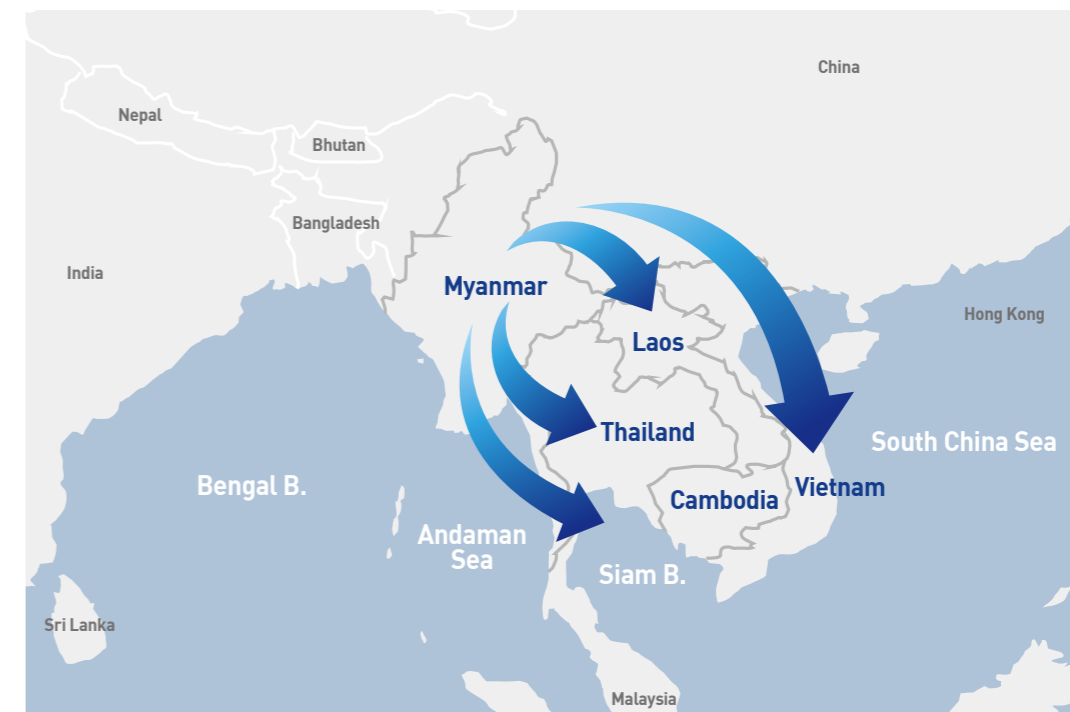 China
Nepal
Bhutan
Bangladesh
India
Myanmar
Hong Kong
Laos
Thailand
South China Sea
Bengal B.
Cambodia
Vietnam
Andaman
Sea
Siam B.
Sri Lanka
Malaysia